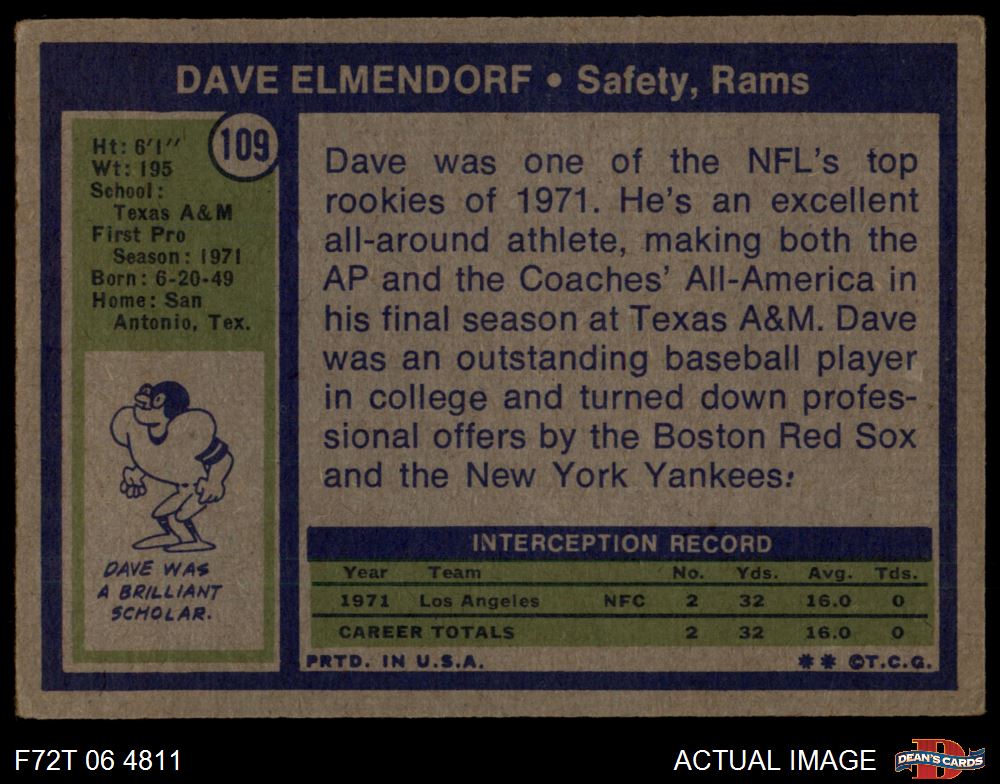 DAVE ELMENDORF • Safety, Rams
109
Ht: 6'1"
Wt: 195
School:
Texas A&M
First Pro
Season: 1971
Born: 6-20-49
Home: San
Antonio, Tex.
DAVE WAS
A BRILLIANT
SCHOLAR.
Dave was one of the NFL's top
rookies of 1971. He's an excellent
all-around athlete, making both the
AP and the Coaches' All-America in
his final season at Texas A&M. Dave
was an outstanding baseball player
in college and turned down profes-
sional offers by the Boston Red Sox
and the New York Yankees.
INTERCEPTION RECORD
Year Team No. Yds. Avg. Tds.
1971 Los Angeles NFC 2 32 16.0 0
CAREER TOTALS 2 32 16.0 0
PRTD. IN U.S.A. ** ©T.C.G.
F72T 06 4811 ACTUAL IMAGE
DEAN'S CARDS